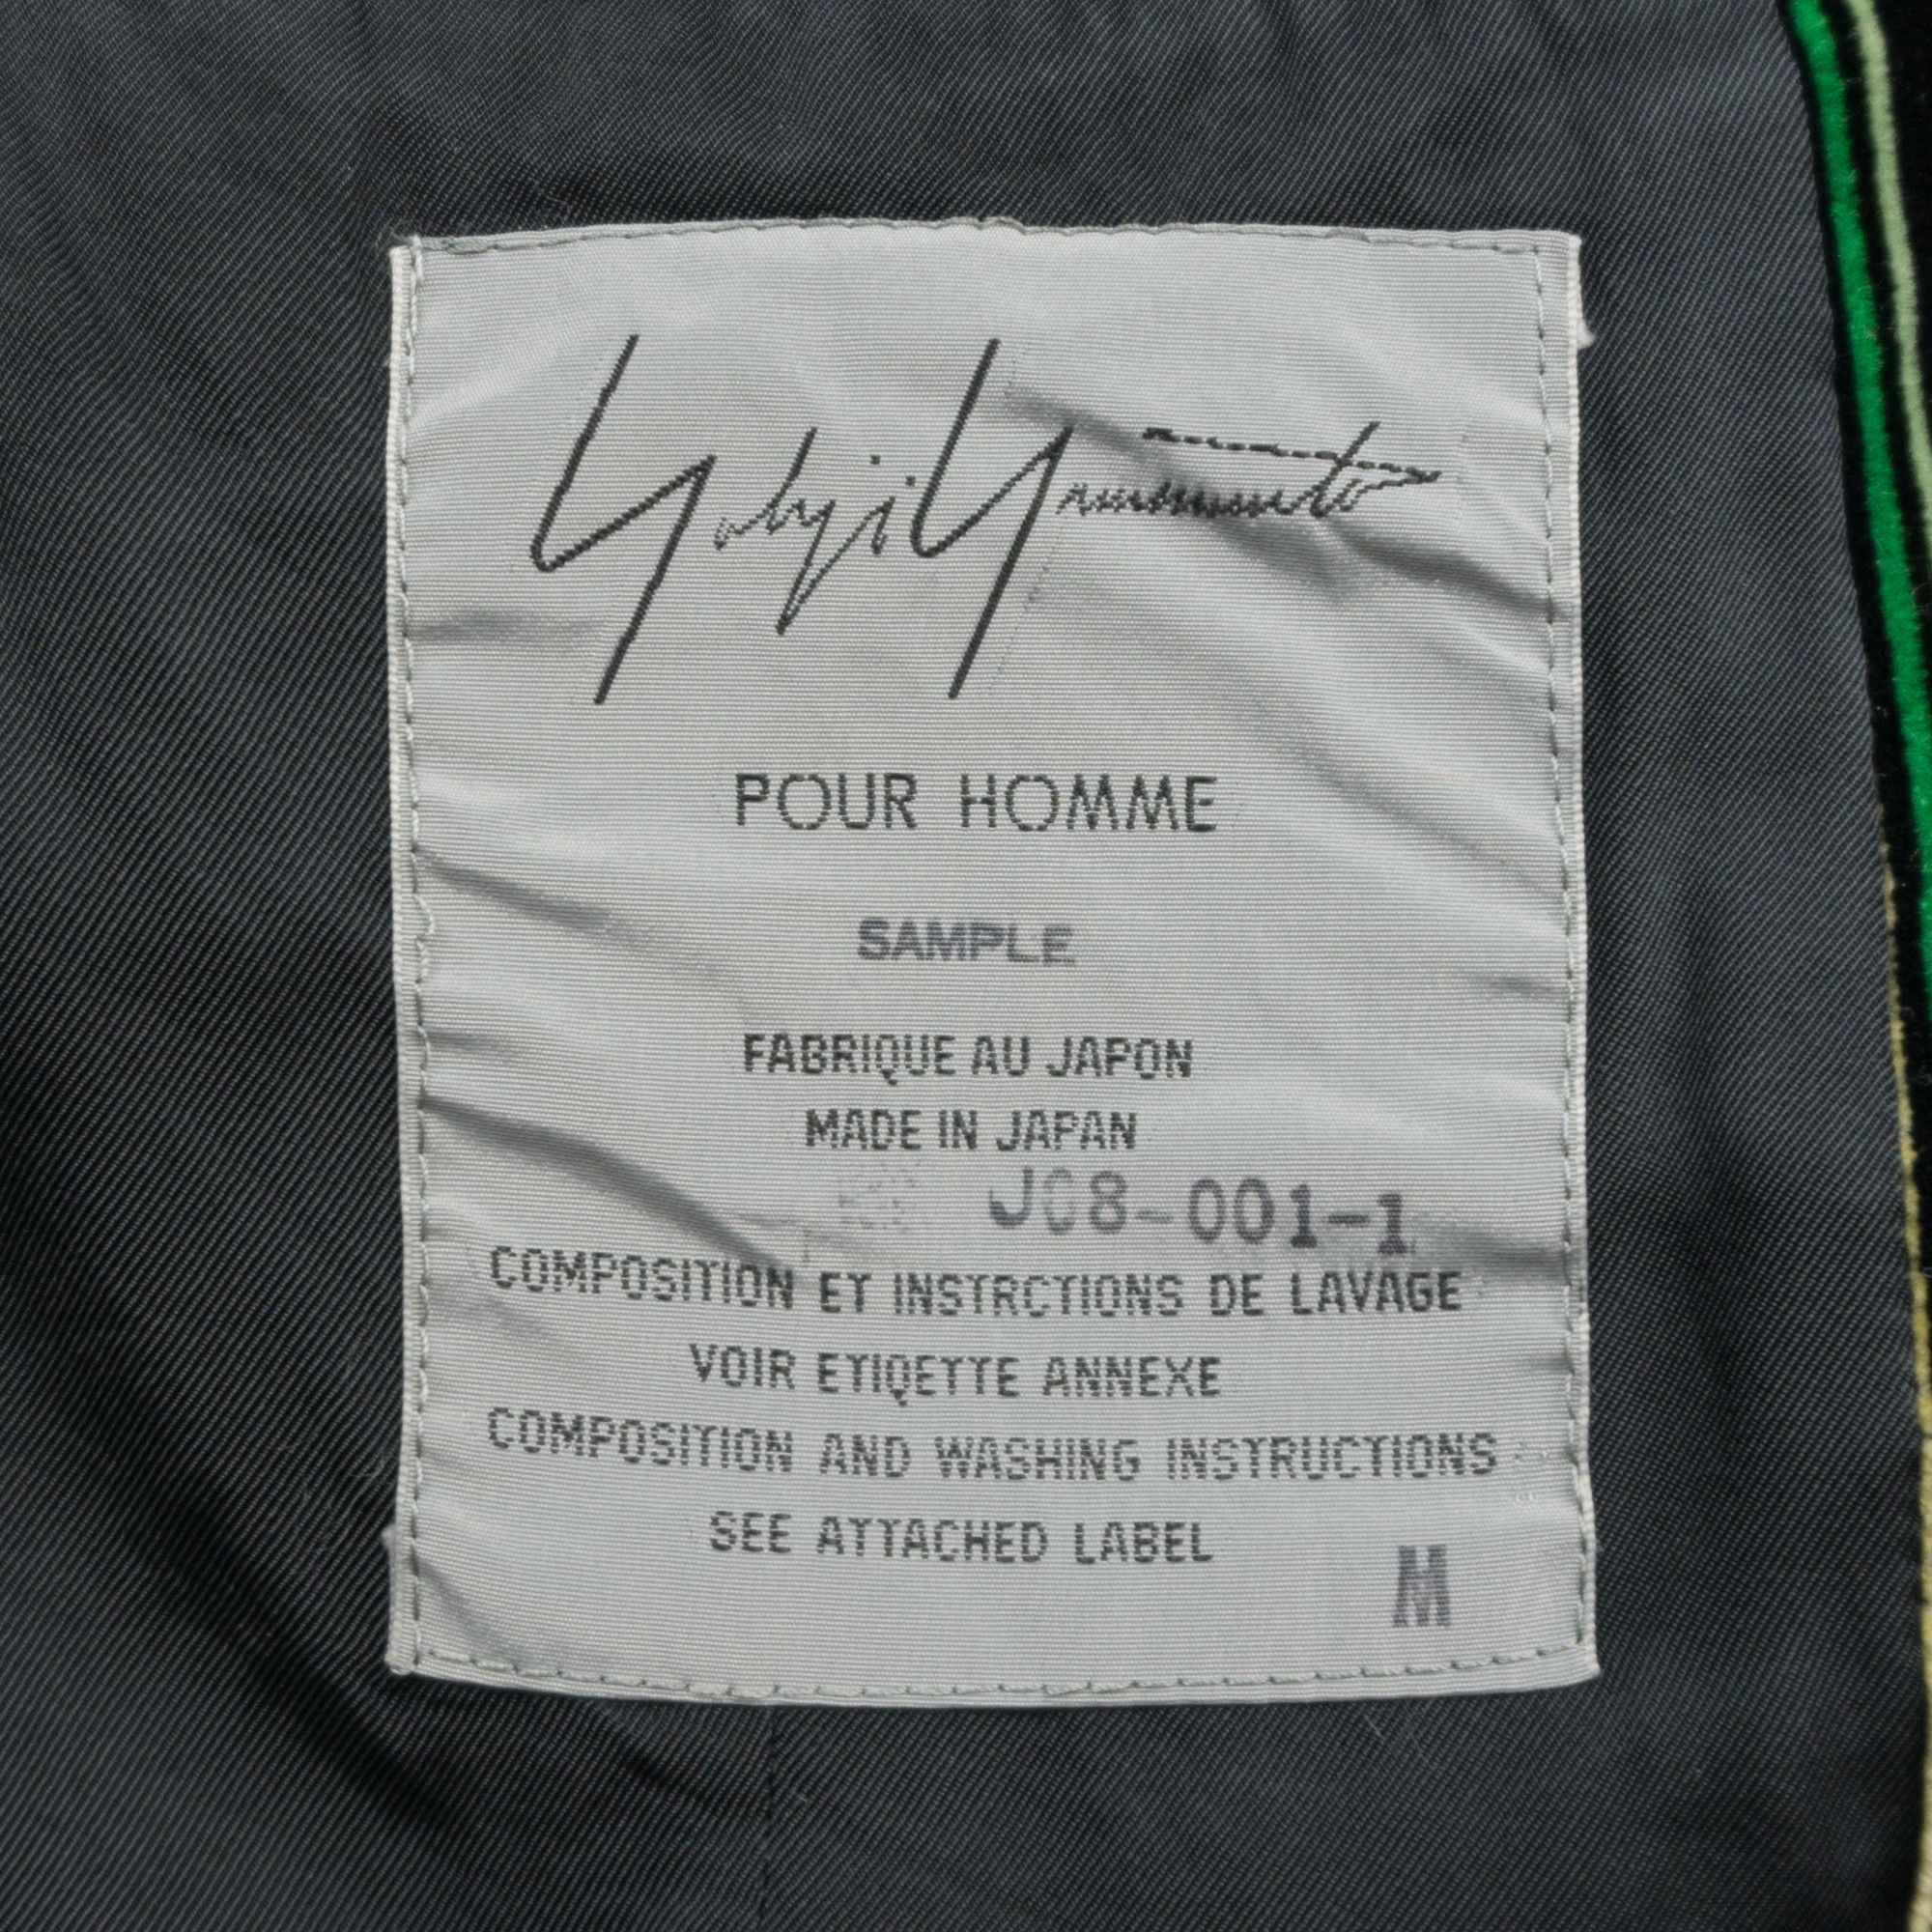 Yohji Yamamoto
POUR HOMME
SAMPLE
FABRIQUE AU JAPON
MADE IN JAPAN
JG8-001-1
COMPOSITION ET INSTRCTIONS DE LAVAGE
VOIR ETIQETTE ANNEXE
COMPOSITION AND WASHING INSTRUCTIONS
SEE ATTACHED LABEL
M